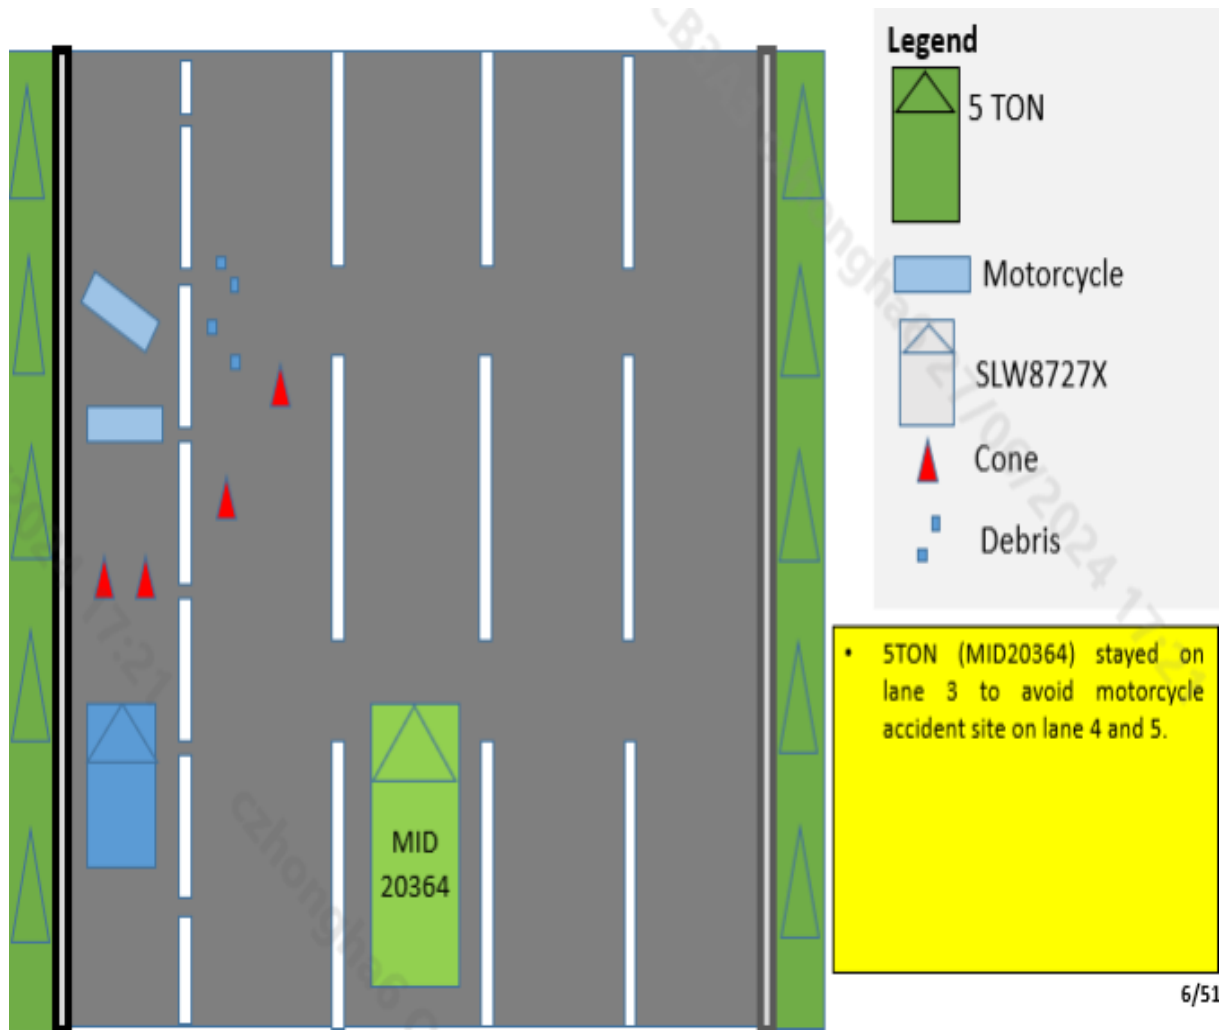 Legend
5 TON
Motorcycle
SLW8727X
Cone
Debris
• 5TON (MID20364) stayed on
lane 3 to avoid motorcycle
accident site on lane 4 and 5.
MID
20364
6/51